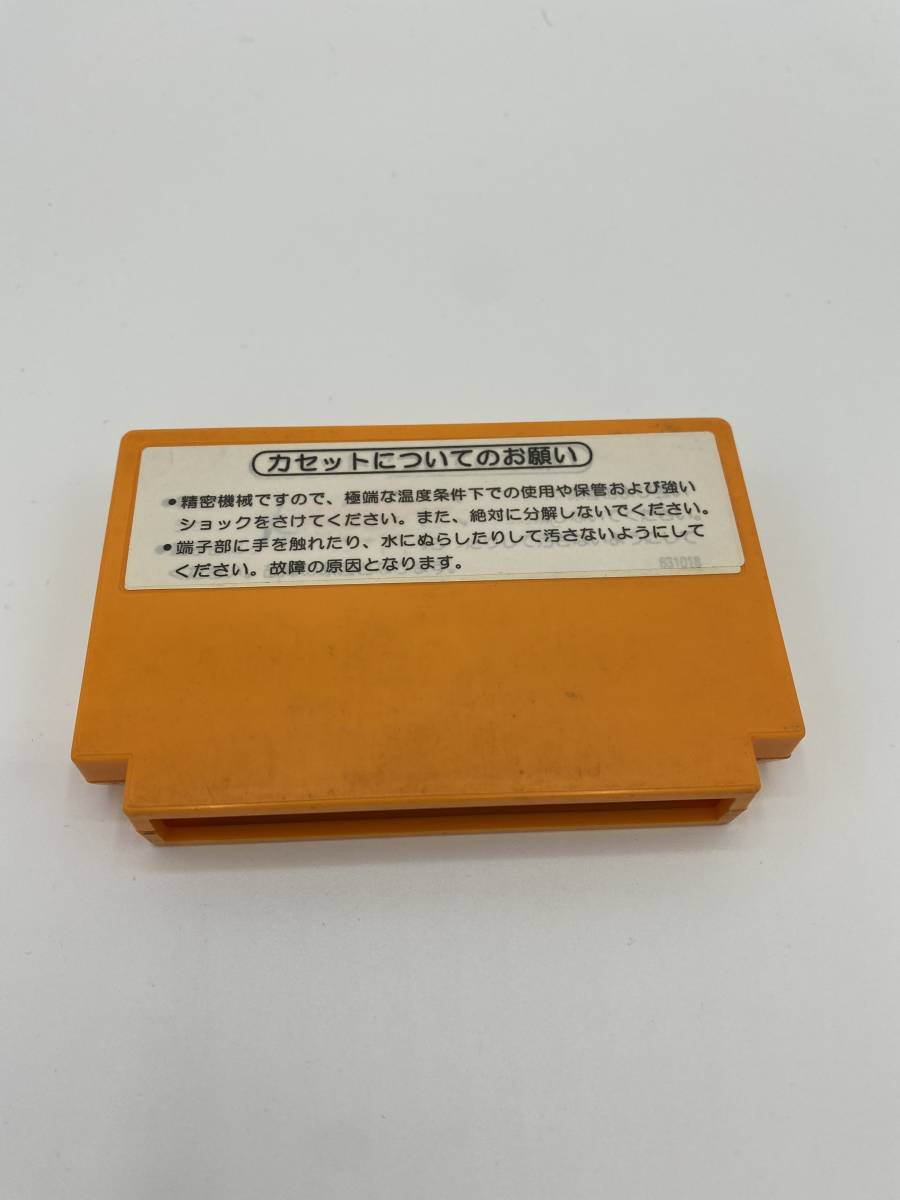 カセットについてのお願い
●精密機械ですので、極端な温度条件下での使用や保管および強い
ショックをさけてください。また、絶対に分解しないでください。
●端子部に手を触れたり、水にぬらしたりして汚さないようにして
ください。故障の原因となります。